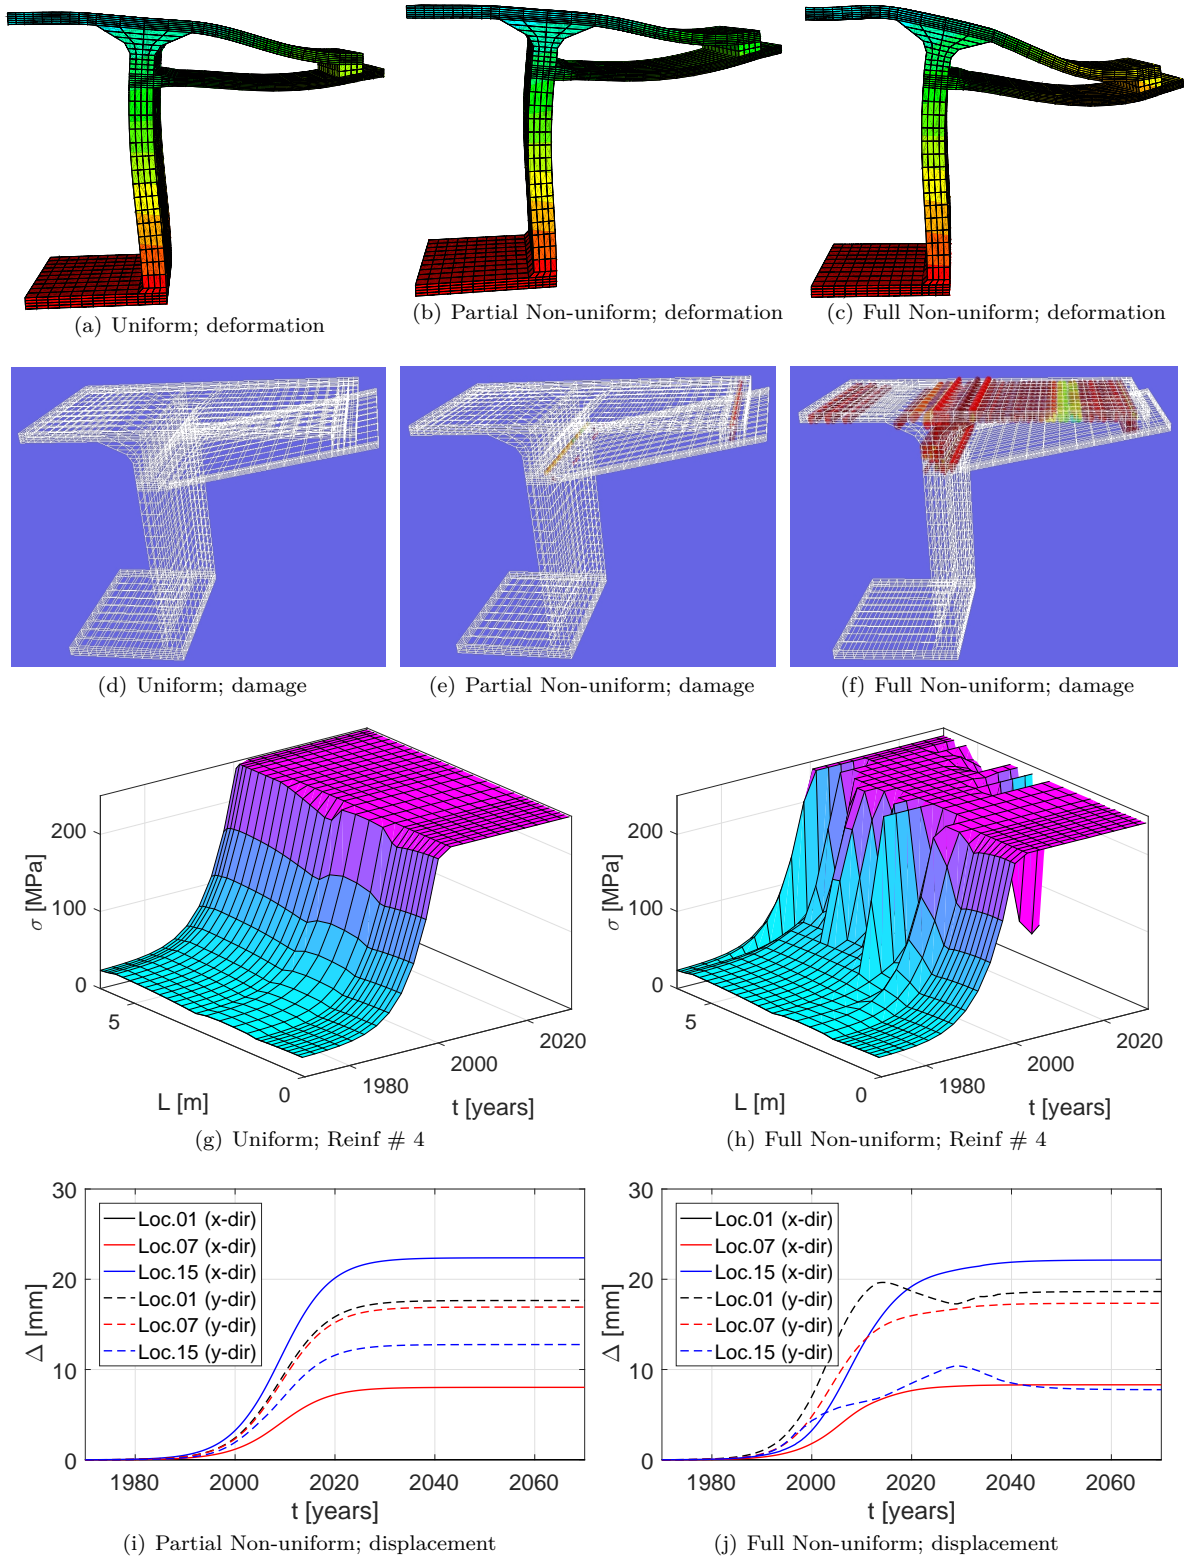 (a) Uniform; deformation
(b) Partial Non-uniform; deformation
(c) Full Non-uniform; deformation
(d) Uniform; damage
(e) Partial Non-uniform; damage
(f) Full Non-uniform; damage
200
100
0
σ [MPa]
5
0
L [m]
1980
2000
2020
t [years]
(g) Uniform; Reinf # 4
200
100
0
σ [MPa]
5
0
L [m]
1980
2000
2020
t [years]
(h) Full Non-uniform; Reinf # 4
30
20
10
0
Δ [mm]
Loc.01 (x-dir)
Loc.07 (x-dir)
Loc.15 (x-dir)
Loc.01 (y-dir)
Loc.07 (y-dir)
Loc.15 (y-dir)
1980 2000 2020 2040 2060
t [years]
(i) Partial Non-uniform; displacement
30
20
10
0
Δ [mm]
Loc.01 (x-dir)
Loc.07 (x-dir)
Loc.15 (x-dir)
Loc.01 (y-dir)
Loc.07 (y-dir)
Loc.15 (y-dir)
1980 2000 2020 2040 2060
t [years]
(j) Full Non-uniform; displacement